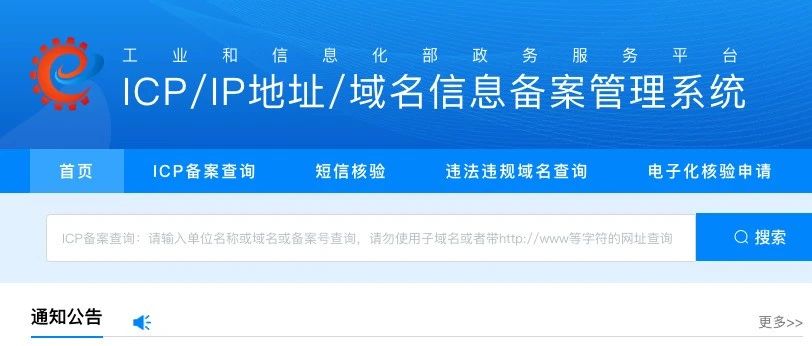 工业和信息化部政务服务平台
ICP/IP地址/域名信息备案管理系统
首页 ICP备案查询 短信核验 违法违规域名查询 电子化核验申请
ICP备案查询：请输入单位名称或域名或备案号查询，请勿使用子域名或者带http://www等字符的网址查询 搜索
通知公告 更多>>